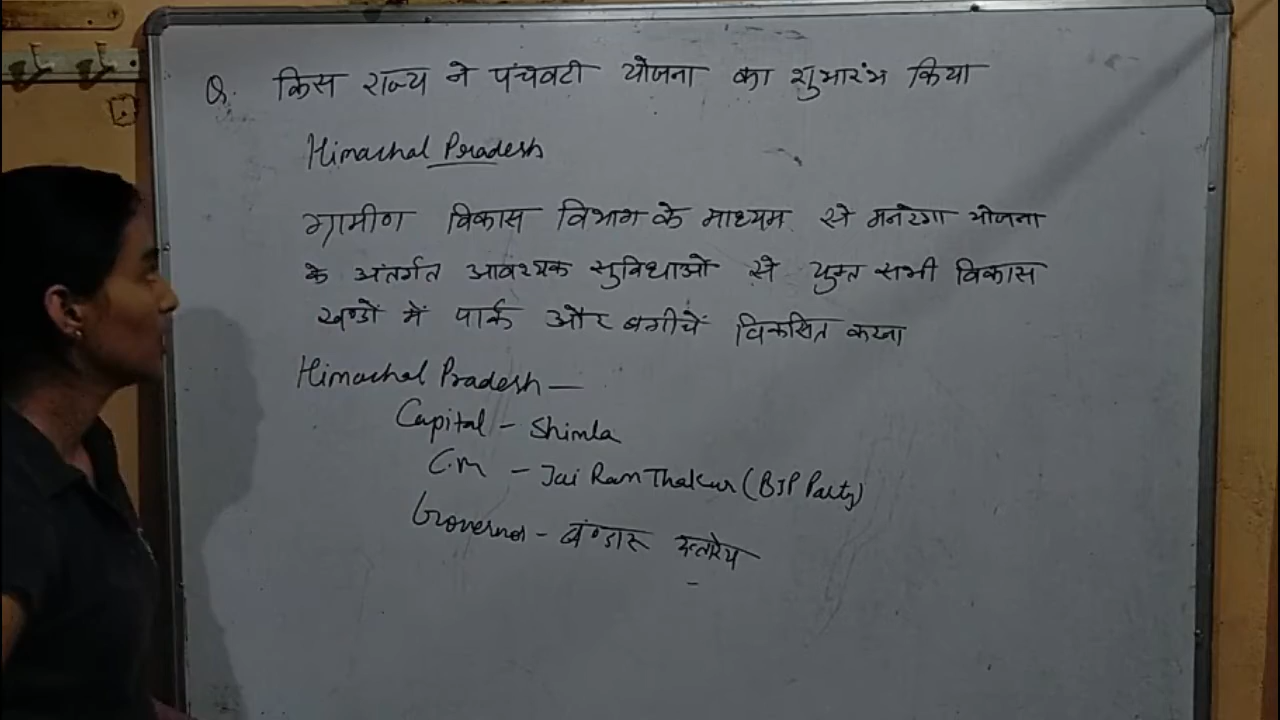 Q. किस राज्य ने पंचवटी योजना का शुभारंभ किया
Himachal Pradesh
ग्रामीण विकास विभाग के माध्यम से मनरेगा योजना
के अंतर्गत आवश्यक सुविधाओं से युक्त सभी विकास
खण्डों में पार्क और बगीचें विकसित करना
Himachal Pradesh —
Capital - Shimla
C.M - Jai Ram Thakur (BJP Party)
Governor - बंण्डारू